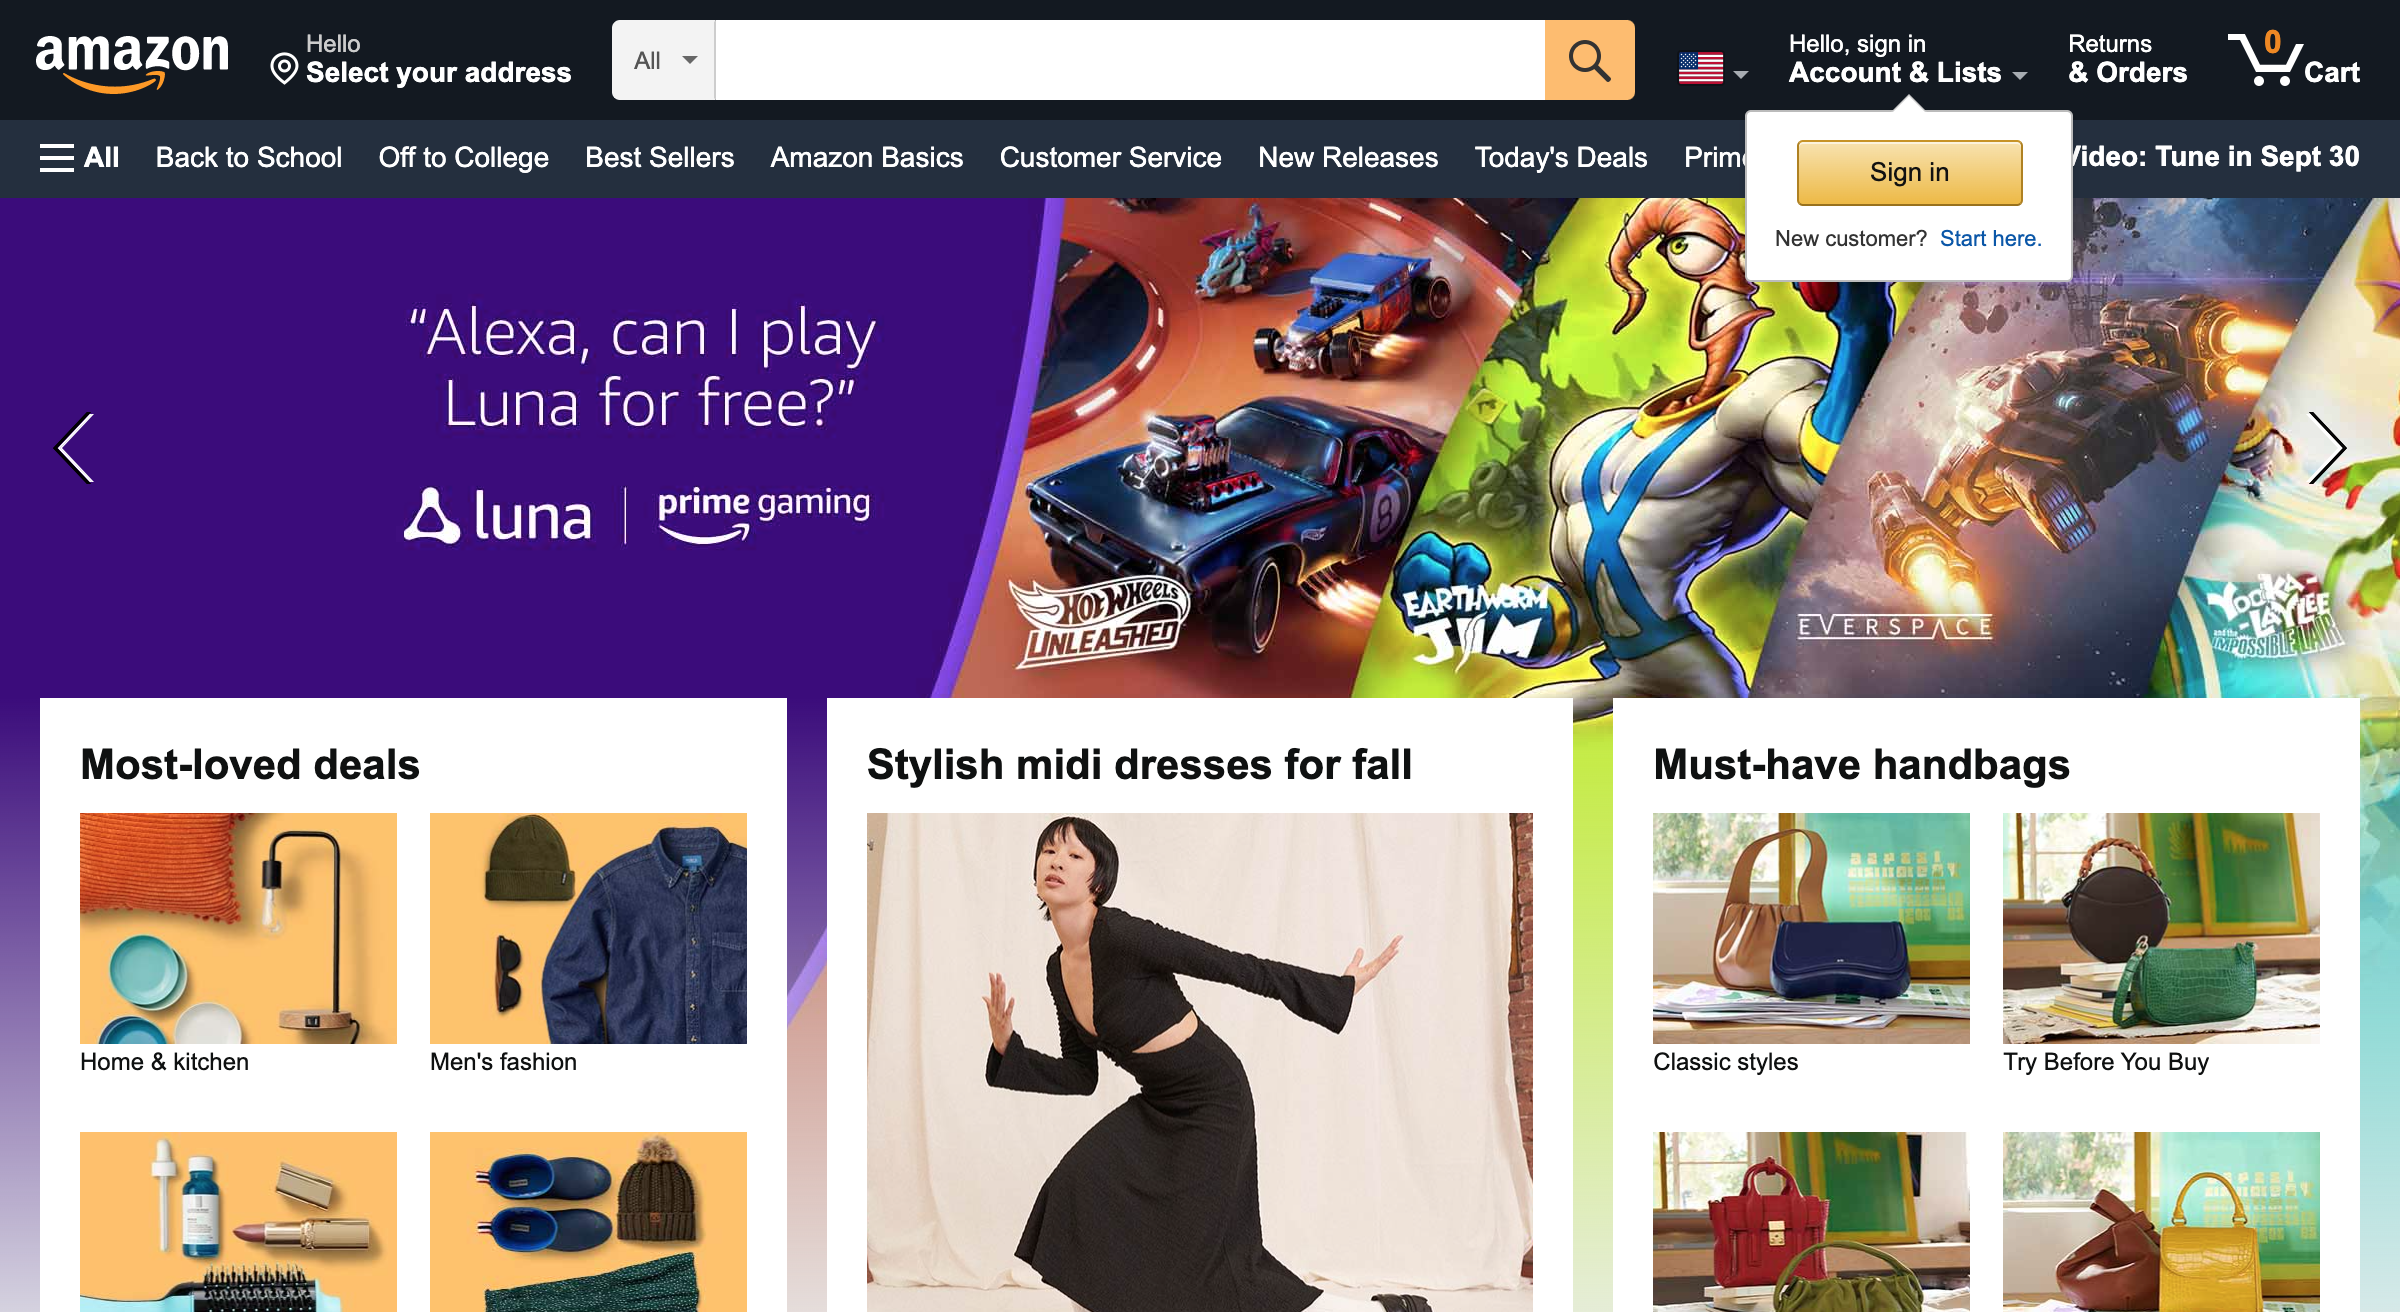 amazon
Hello
Select your address
All
Hello, sign in
Account & Lists
Returns
& Orders
0
Cart
All
Back to School
Off to College
Best Sellers
Amazon Basics
Customer Service
New Releases
Today's Deals
Video: Tune in Sept 30
Sign in
New customer? Start here.
“Alexa, can I play
Luna for free?”
luna
prime gaming
8
HOT WHEELS
UNLEASHED
EARTHWORM
JIM
EVERSPACE
YOOKA-
-LAYLEE
and the
IMPOSSIBLE LAIR
Most-loved deals
Home & kitchen
Men's fashion
Stylish midi dresses for fall
Must-have handbags
Classic styles
Try Before You Buy